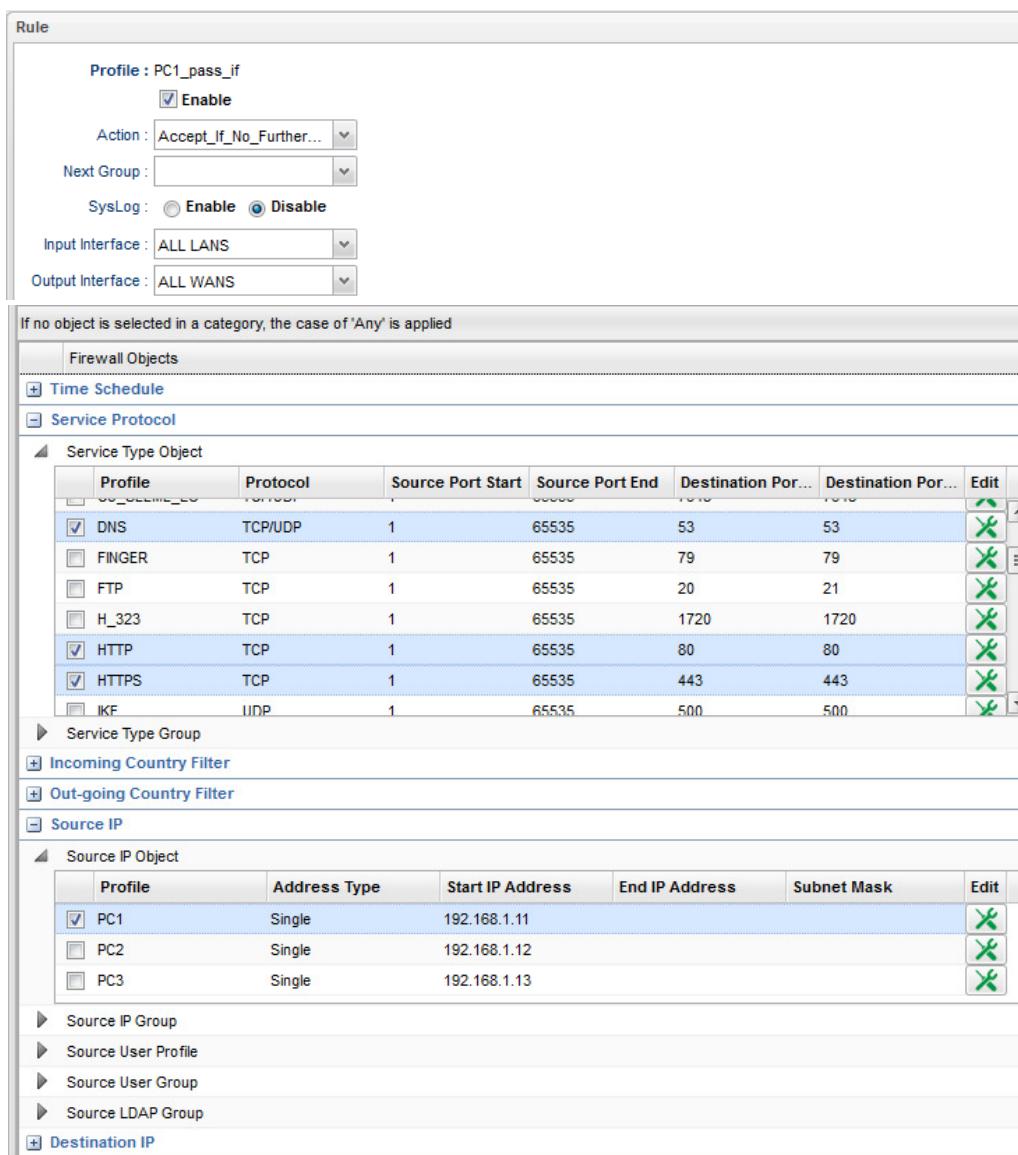 Rule
Profile : PC1_pass_if
Enable
Action : Accept_If_No_Further...
Next Group :
SysLog : Enable Disable
Input Interface : ALL LANS
Output Interface : ALL WANS
If no object is selected in a category, the case of 'Any' is applied
Firewall Objects
Time Schedule
Service Protocol
Service Type Object
Profile Protocol Source Port Start Source Port End Destination Por... Destination Por... Edit
DNS TCP/UDP 1 65535 53 53
FINGER TCP 1 65535 79 79
FTP TCP 1 65535 20 21
H_323 TCP 1 65535 1720 1720
HTTP TCP 1 65535 80 80
HTTPS TCP 1 65535 443 443
IKE UDP 1 65535 500 500
Service Type Group
Incoming Country Filter
Out-going Country Filter
Source IP
Source IP Object
Profile Address Type Start IP Address End IP Address Subnet Mask Edit
PC1 Single 192.168.1.11
PC2 Single 192.168.1.12
PC3 Single 192.168.1.13
Source IP Group
Source User Profile
Source User Group
Source LDAP Group
Destination IP